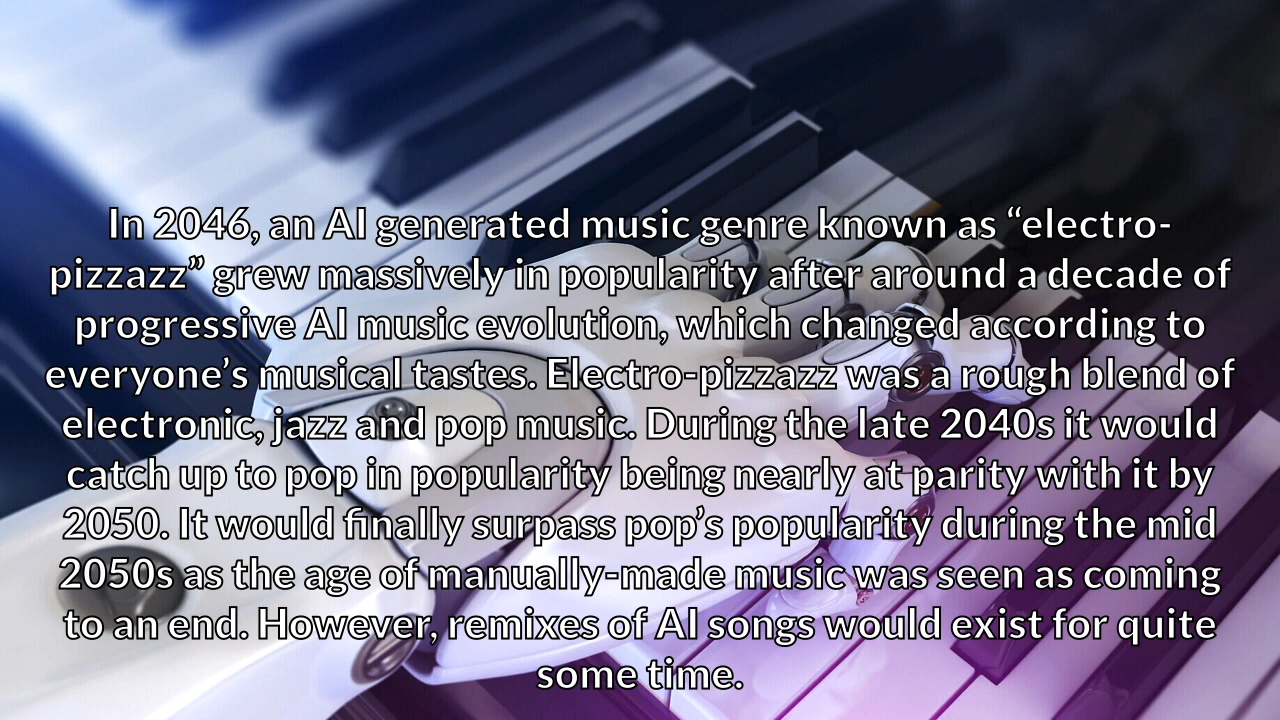 In 2046, an AI generated music genre known as “electro-
pizzazz” grew massively in popularity after around a decade of
progressive AI music evolution, which changed according to
everyone’s musical tastes. Electro-pizzazz was a rough blend of
electronic, jazz and pop music. During the late 2040s it would
catch up to pop in popularity being nearly at parity with it by
2050. It would finally surpass pop’s popularity during the mid
2050s as the age of manually-made music was seen as coming
to an end. However, remixes of AI songs would exist for quite
some time.